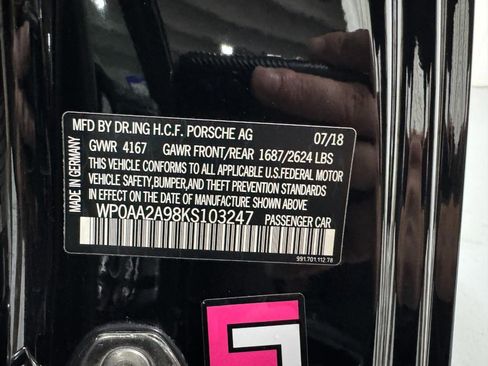 MFD BY DR.ING H.C.F. PORSCHE AG 07/18
GVWR 4167 GAWR FRONT/REAR 1687/2624 LBS
THIS VEHICLE CONFORMS TO ALL APPLICABLE U.S.FEDERAL MOTOR
VEHICLE SAFETY,BUMPER,AND THEFT PREVENTION STANDARDS
IN EFFECT ON THE DATE OF MANUFACTURE SHOWN ABOVE
WP0AA2A98KS103247 PASSENGER CAR
991.701.112.78
MADE IN GERMANY